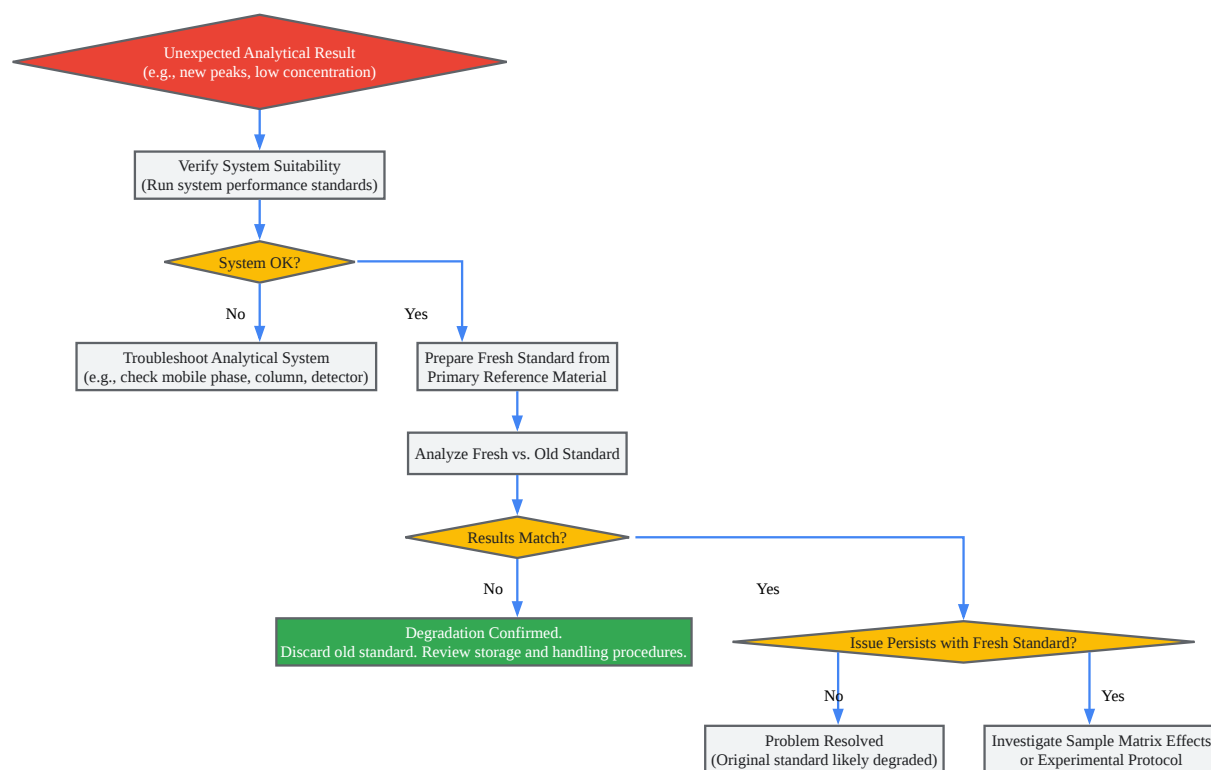 Unexpected Analytical Result
(e.g., new peaks, low concentration)
Verify System Suitability
(Run system performance standards)
System OK?
No
Yes
Troubleshoot Analytical System
(e.g., check mobile phase, column, detector)
Prepare Fresh Standard from
Primary Reference Material
Analyze Fresh vs. Old Standard
Results Match?
No
Yes
Degradation Confirmed.
Discard old standard. Review storage and handling procedures.
Issue Persists with Fresh Standard?
No
Yes
Problem Resolved
(Original standard likely degraded)
Investigate Sample Matrix Effects
or Experimental Protocol